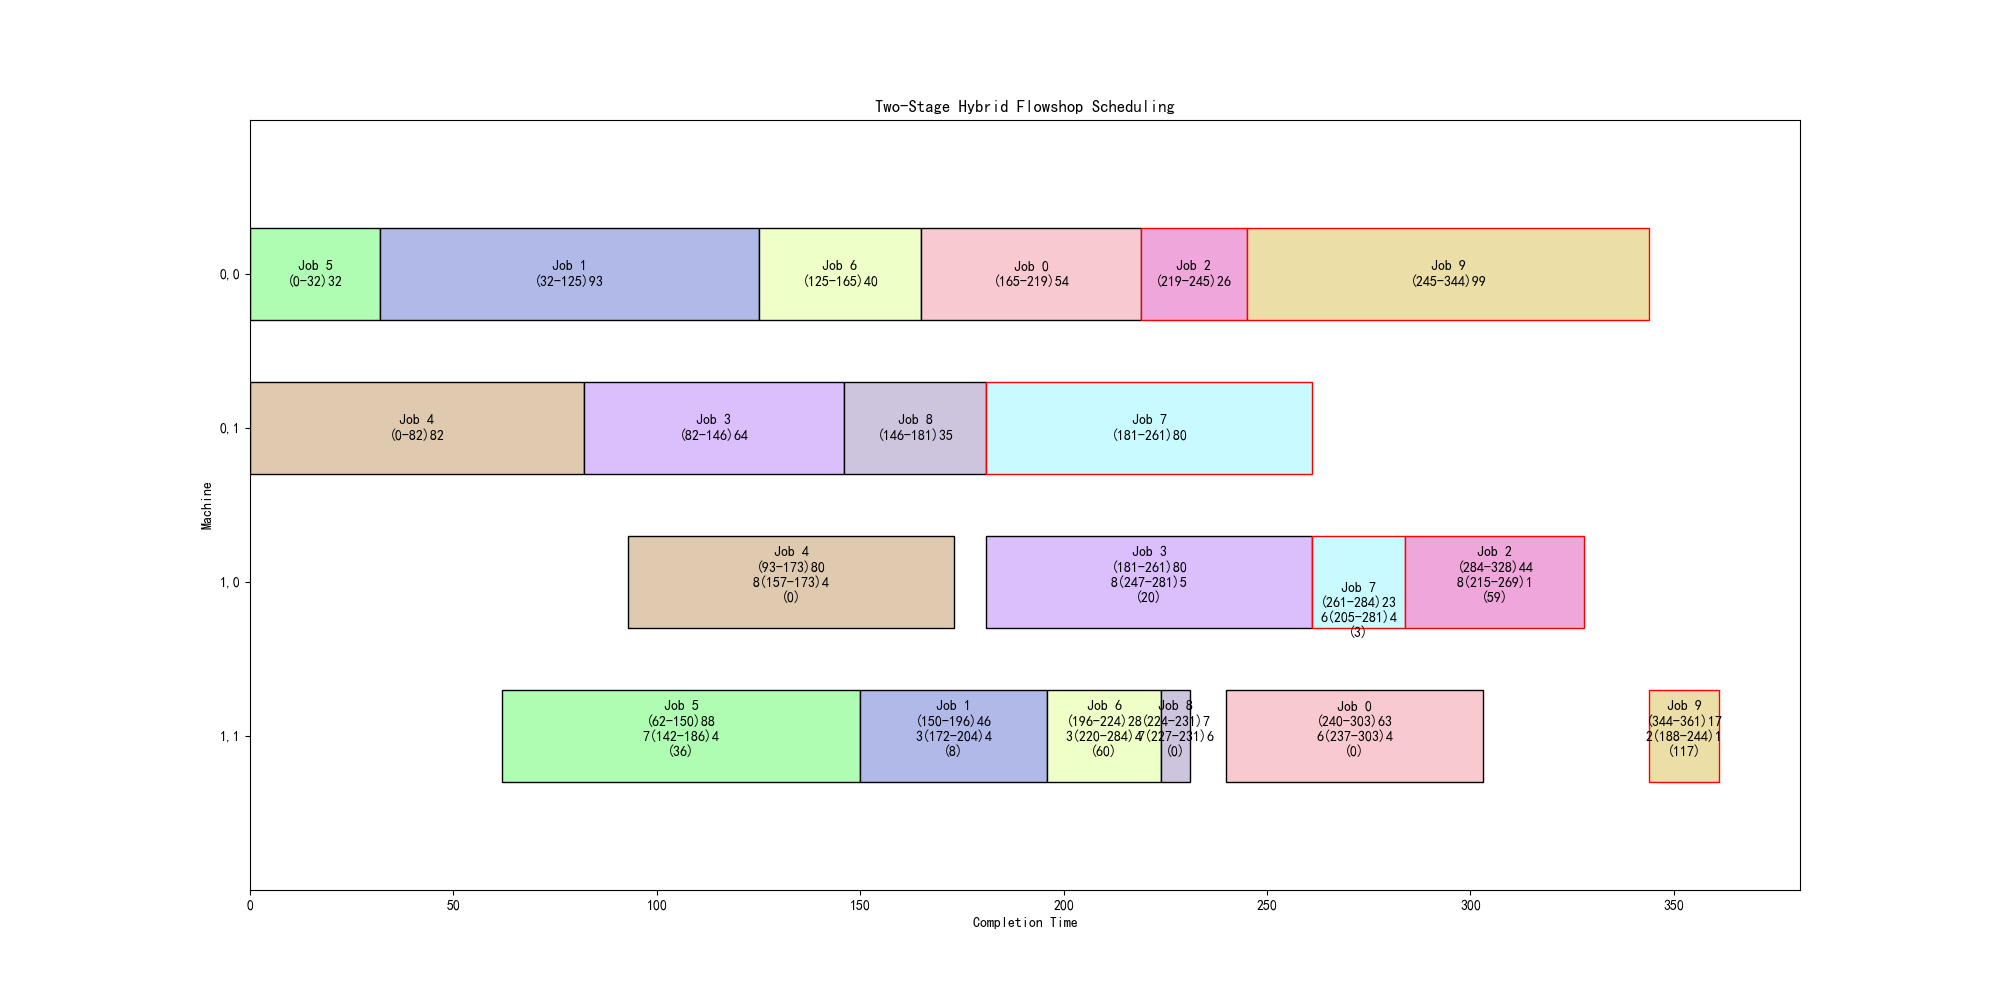 Two-Stage Hybrid Flowshop Scheduling
Machine
0,0
Job 5
(0-32)32
Job 1
(32-125)93
Job 6
(125-165)40
Job 0
(165-219)54
Job 2
(219-245)26
Job 9
(245-344)99
0,1
Job 4
(0-82)82
Job 3
(82-146)64
Job 8
(146-181)35
Job 7
(181-261)80
1,0
Job 4
(93-173)80
8(157-173)4
(0)
Job 3
(181-261)80
8(247-281)5
(20)
Job 7
(261-284)23
6(205-281)4
(3)
Job 2
(284-328)44
8(215-269)1
(59)
1,1
Job 5
(62-150)88
7(142-186)4
(36)
Job 1
(150-196)46
3(172-204)4
(8)
Job 6
(196-224)28
3(220-284)4
(60)
Job 8
(224-231)7
7(227-231)6
(0)
Job 0
(240-303)63
6(237-303)4
(0)
Job 9
(344-361)17
2(188-244)1
(117)
0
50
100
150
200
250
300
350
Completion Time